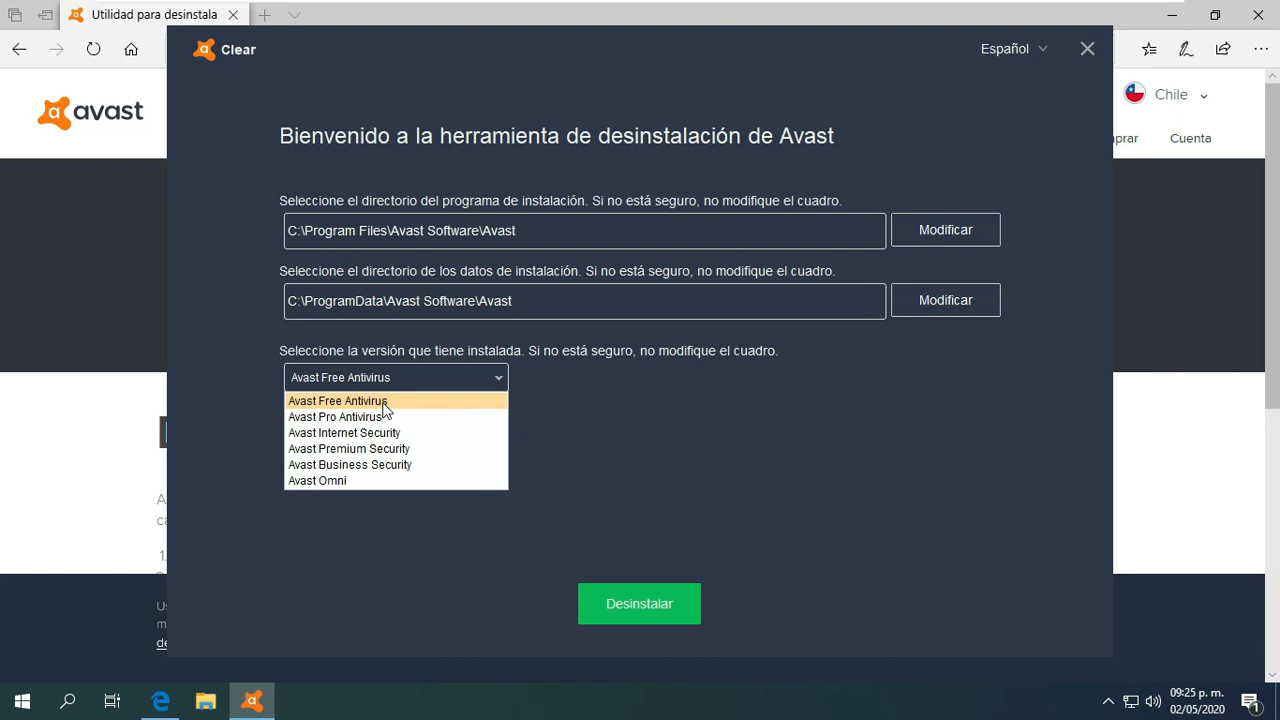 Utilidad para desinstala
Clear
Español
avast
Chile
prar
Cuenta
Bienvenido a la herramienta de desinstalación de Avast
Seleccione el directorio del programa de instalación. Si no está seguro, no modifique el cuadro.
C:\Program Files\Avast Software\Avast
Modificar
Seleccione el directorio de los datos de instalación. Si no está seguro, no modifique el cuadro.
C:\ProgramData\Avast Software\Avast
Modificar
Seleccione la versión que tiene instalada. Si no está seguro, no modifique el cuadro.
Avast Free Antivirus
Avast Free Antivirus
Avast Pro Antivirus
Avast Internet Security
Avast Premium Security
Avast Business Security
Avast Omni
Desinstalar
09:25 p. m.
02/05/2020
1